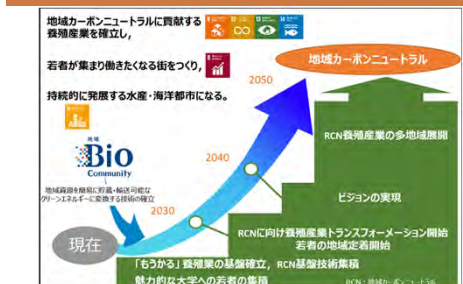 地域カーボンニュートラルに貢献する
養殖産業を確立し,
若者が集まり働きたくなる街をつくり,
持続的に発展する水産・海洋都市になる。
地域
Bio
Community
地域資源を簡易に貯蔵・輸送可能な
クリーンエネルギーに変換する技術の確立
現在
2030
2040
2050
地域カーボンニュートラル
RCN養殖産業の多地域展開
ビジョンの実現
RCNに向け養殖産業トランスフォーメーション開始
若者の地域定着開始
「もうかる」養殖業の基盤確立, RCN基盤技術集積
魅力的な大学への若者の集積
RCN:地域カーボンニュートラル